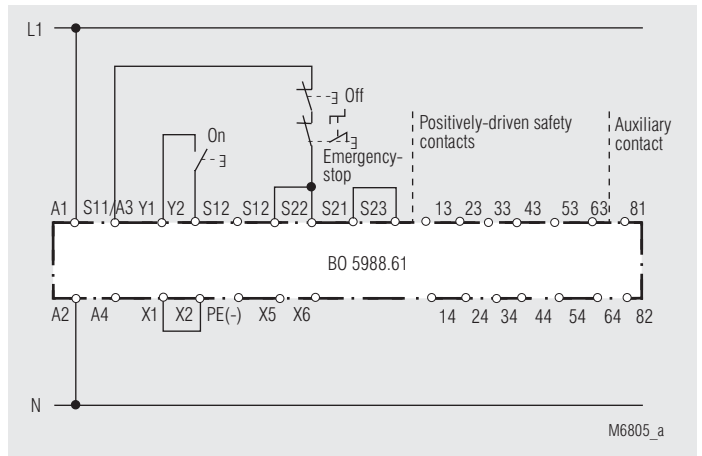 L1
Off
On
Positively-driven safety
contacts
Auxiliary
contact
Emergency-
stop
A1 S11/A3 Y1 Y2 S12 S12 S22 S21 S23 13 23 33 43 53 63 81
BO 5988.61
A2 A4 X1 X2 PE(-) X5 X6 14 24 34 44 54 64 82
N
M6805_a